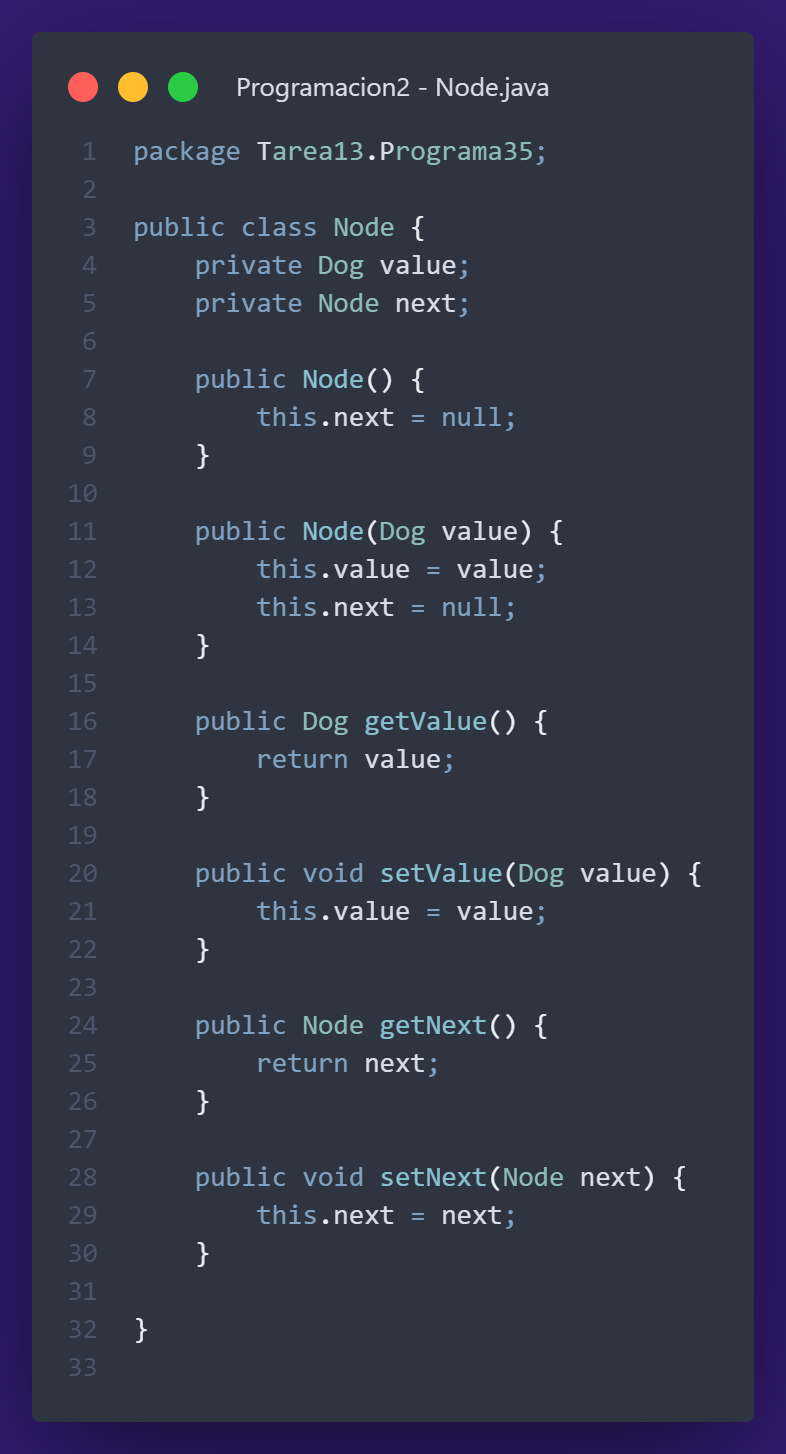 Programacion2 - Node.java
1 package Tarea13.Programa35;
2
3 public class Node {
4     private Dog value;
5     private Node next;
6
7     public Node() {
8         this.next = null;
9     }
10
11     public Node(Dog value) {
12         this.value = value;
13         this.next = null;
14     }
15
16     public Dog getValue() {
17         return value;
18     }
19
20     public void setValue(Dog value) {
21         this.value = value;
22     }
23
24     public Node getNext() {
25         return next;
26     }
27
28     public void setNext(Node next) {
29         this.next = next;
30     }
31
32 }
33